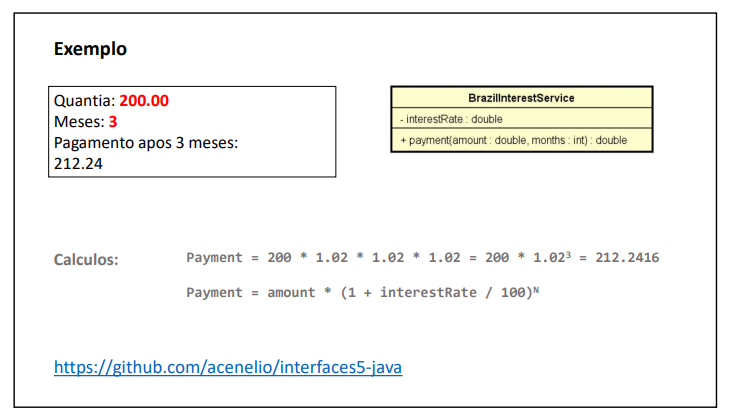 Exemplo
Quantia: 200.00
Meses: 3
Pagamento apos 3 meses:
212.24
BrazilInterestService
- interestRate : double
+ payment(amount : double, months : int) : double
Calculos:
Payment = 200 * 1.02 * 1.02 * 1.02 = 200 * 1.02³ = 212.2416
Payment = amount * (1 + interestRate / 100)ᴺ
https://github.com/acenelio/interfaces5-java